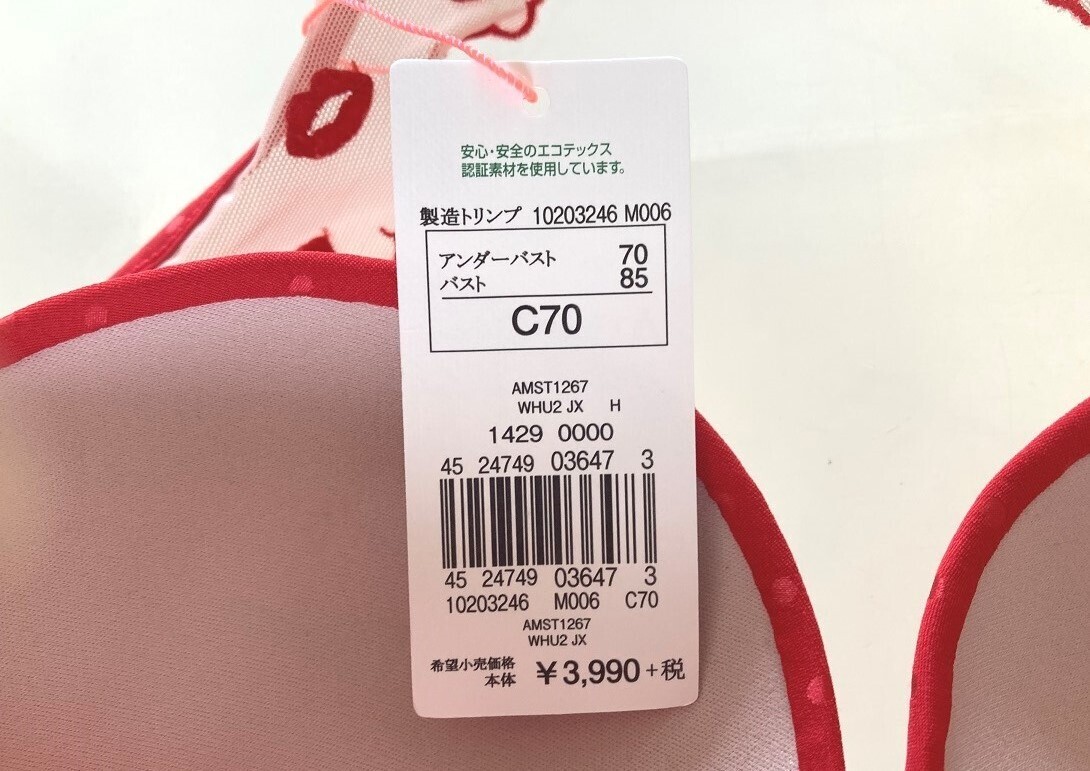 安心・安全のエコテックス
認証素材を使用しています。
製造トリンプ 10203246 M006
アンダーバスト 70
バスト 85
C70
AMST1267
WHU2 JX H
1429 0000
45 24749 03647 3
45 24749 03647 3
10203246 M006 C70
AMST1267
WHU2 JX
希望小売価格
本体 ¥3,990+税